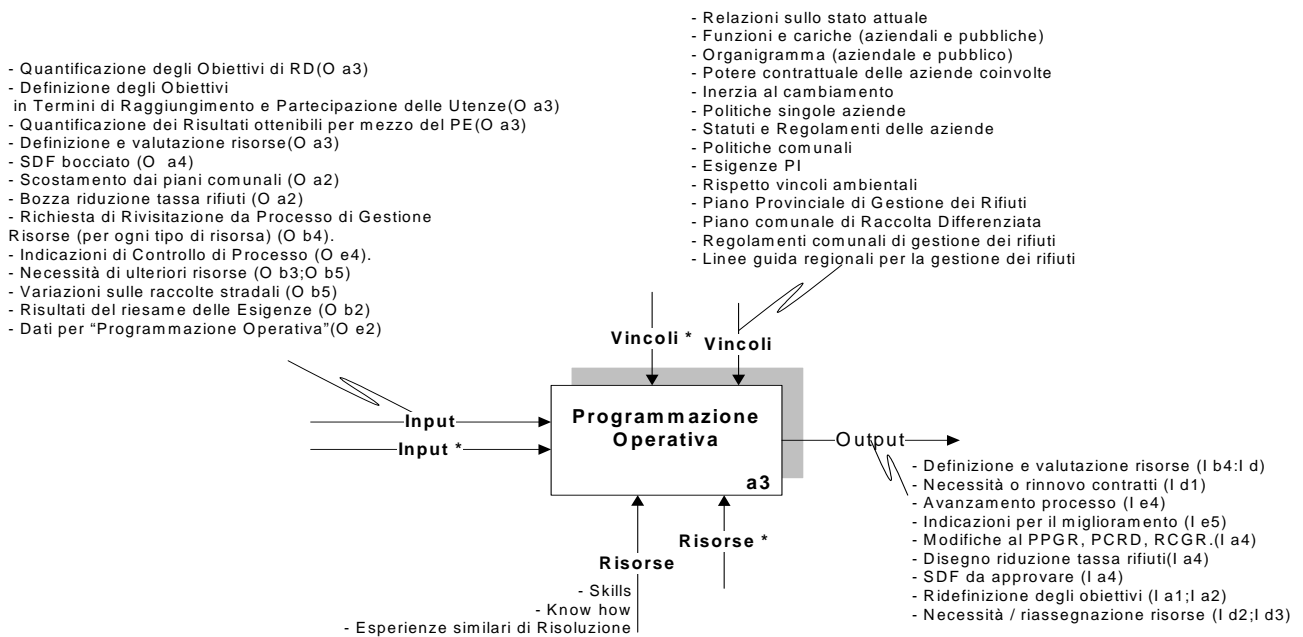 - Relazioni sullo stato attuale
- Funzioni e cariche (aziendali e pubbliche)
- Organigramma (aziendale e pubblico)
- Potere contrattuale delle aziende coinvolte
- Inerzia al cambiamento
- Politiche singole aziende
- Statuti e Regolamenti delle aziende
- Politiche comunali
- Esigenze PI
- Rispetto vincoli ambientali
- Piano Provinciale di Gestione dei Rifiuti
- Piano comunale di Raccolta Differenziata
- Regolamenti comunali di gestione dei rifiuti
- Linee guida regionali per la gestione dei rifiuti
- Quantificazione degli Obiettivi di RD(O a3)
- Definizione degli Obiettivi
in Termini di Raggiungimento e Partecipazione delle Utenze(O a3)
- Quantificazione dei Risultati ottenibili per mezzo del PE(O a3)
- Definizione e valutazione risorse(O a3)
- SDF bocciato (O a4)
- Scostamento dai piani comunali (O a2)
- Bozza riduzione tassa rifiuti (O a2)
- Richiesta di Rivisitazione da Processo di Gestione
Risorse (per ogni tipo di risorsa) (O b4).
- Indicazioni di Controllo di Processo (O e4).
- Necessità di ulteriori risorse (O b3;O b5)
- Variazioni sulle raccolte stradali (O b5)
- Risultati del riesame delle Esigenze (O b2)
- Dati per “Programmazione Operativa”(O e2)
Vincoli *
Vincoli
Input
Input *
Programmazione
Operativa
a3
Output
Risorse
Risorse *
- Skills
- Know how
- Esperienze similari di Risoluzione
- Definizione e valutazione risorse (I b4:I d)
- Necessità o rinnovo contratti (I d1)
- Avanzamento processo (I e4)
- Indicazioni per il miglioramento (I e5)
- Modifiche al PPGR, PCRD, RCGR.(I a4)
- Disegno riduzione tassa rifiuti(I a4)
- SDF da approvare (I a4)
- Ridefinizione degli obiettivi (I a1;I a2)
- Necessità / riassegnazione risorse (I d2;I d3)